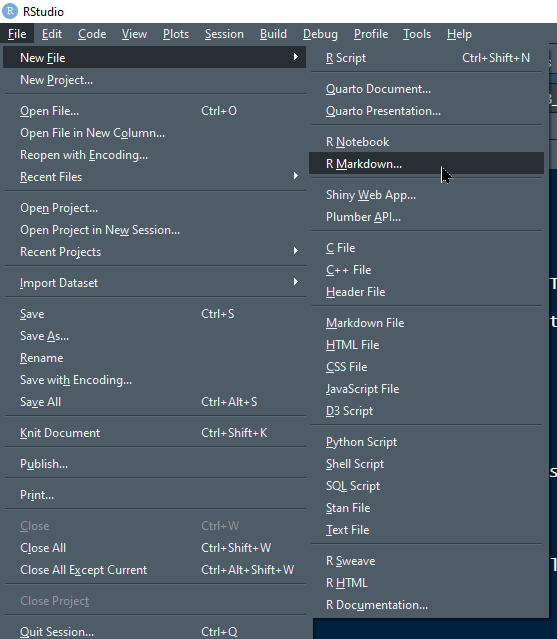 R RStudio
File Edit Code View Plots Session Build Debug Profile Tools Help
New File
New Project...
Open File... Ctrl+O
Open File in New Column...
Reopen with Encoding...
Recent Files
Open Project...
Open Project in New Session...
Recent Projects
Import Dataset
Save Ctrl+S
Save As...
Rename
Save with Encoding...
Save All Ctrl+Alt+S
Knit Document Ctrl+Shift+K
Publish...
Print...
Close Ctrl+W
Close All Ctrl+Shift+W
Close All Except Current Ctrl+Alt+Shift+W
Close Project
Quit Session... Ctrl+Q
R Script Ctrl+Shift+N
Quarto Document...
Quarto Presentation...
R Notebook
R Markdown...
Shiny Web App...
Plumber API...
C File
C++ File
Header File
Markdown File
HTML File
CSS File
JavaScript File
D3 Script
Python Script
Shell Script
SQL Script
Stan File
Text File
R Sweave
R HTML
R Documentation...